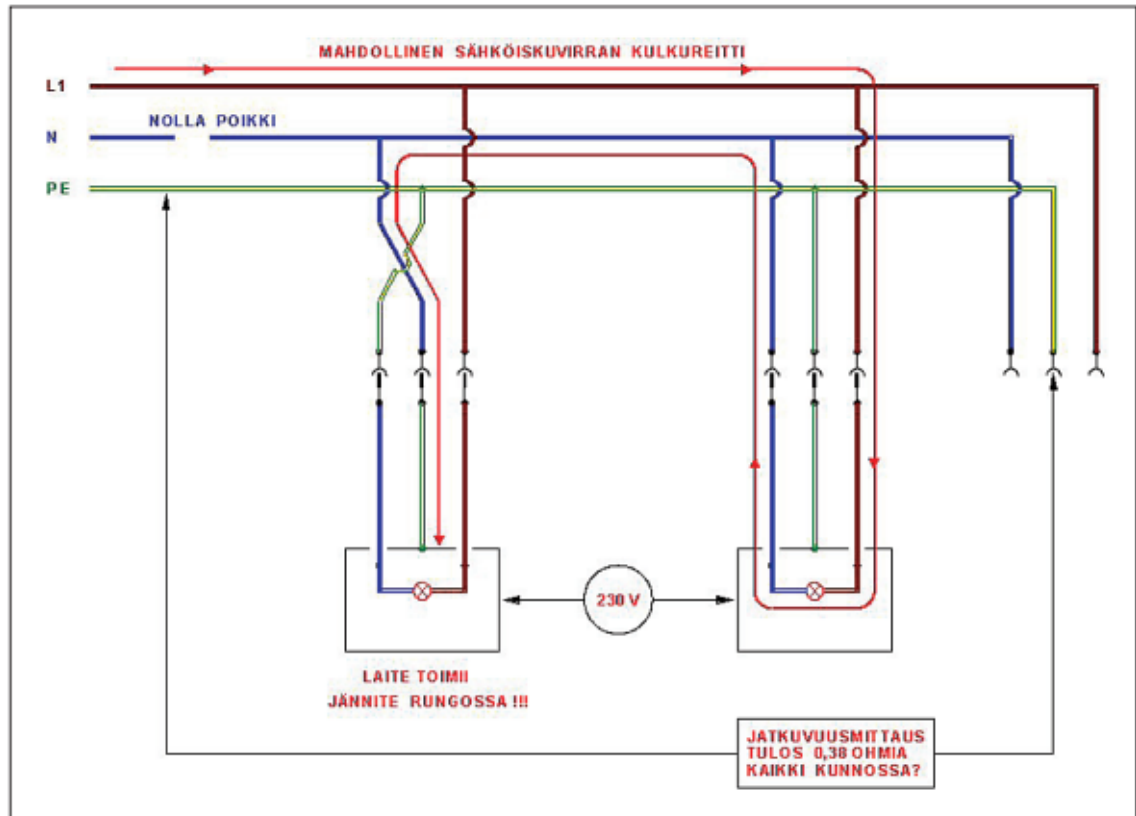 MAHDOLLINEN SÄHKÖISKUVIRRAN KULKUREITTI
L1
NOLLA POIKKI
N
PE
230 V
LAITE TOIMII
JÄNNITE RUNGOSSA !!!
JATKUVUUSMITTAUS
TULOS 0,38 OHMIA
KAIKKI KUNNOSSA?